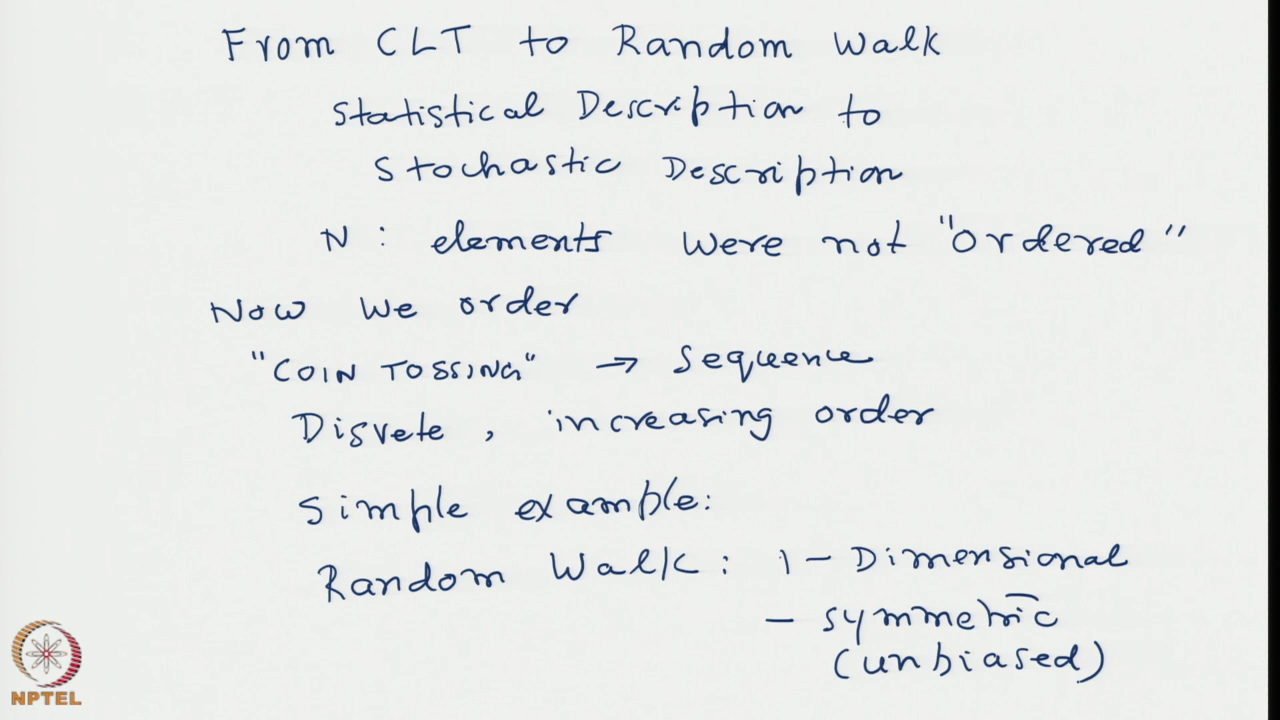 From CLT to Random Walk
Statistical Description to
Stochastic Description
N : elements were not "ordered"
Now we order
"COIN TOSSING" → Sequence
Disvete , increasing order
Simple example:
Random Walk : 1 - Dimensional
- symmetric
(unbiased)
NPTEL